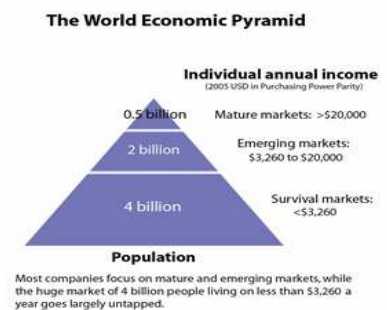 The World Economic Pyramid
Individual annual income
(2005 USD in Purchasing Power Parity)
0.5 billion
Mature markets: >$20,000
2 billion
Emerging markets:
$3,260 to $20,000
4 billion
Survival markets:
<$3,260
Population
Most companies focus on mature and emerging markets, while
the huge market of 4 billion people living on less than $3,260 a
year goes largely untapped.